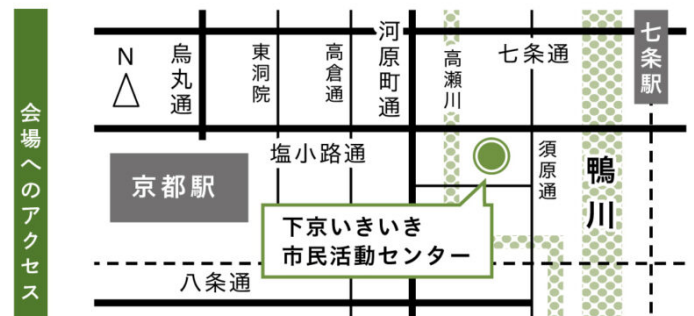 会場へのアクセス
N
烏丸通
東洞院
高倉通
河原町通
高瀬川
七条通
七条駅
塩小路通
京都駅
須原通
鴨川
下京いきいき
市民活動センター
八条通